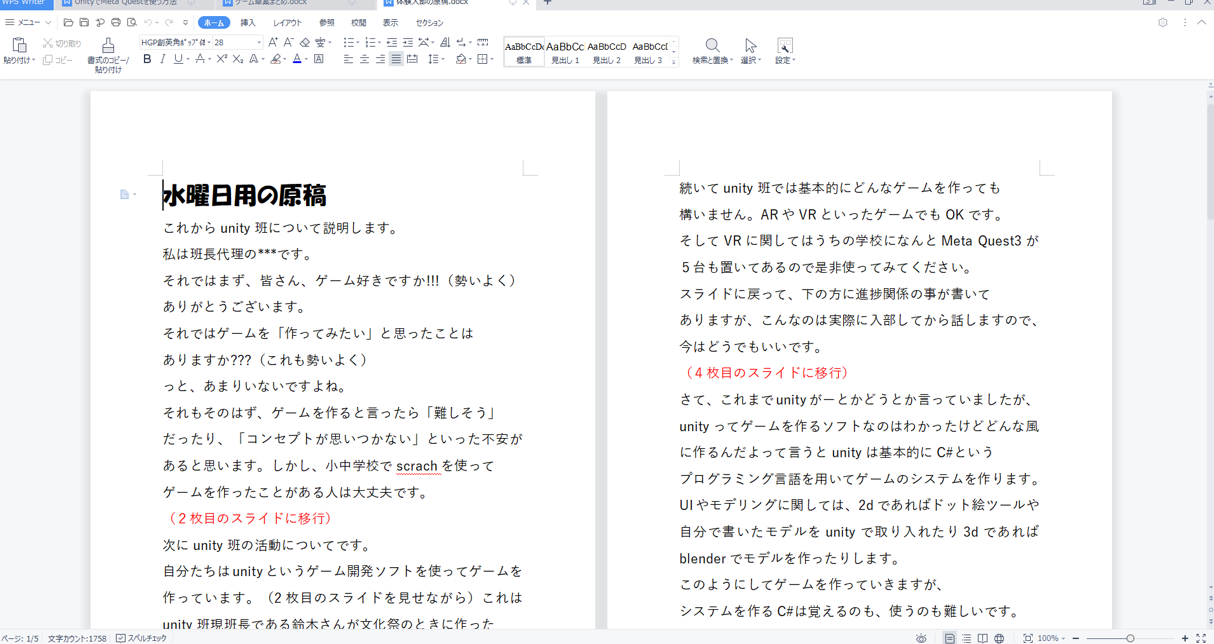 WPS Writer
UnityでMeta Questを使う方法
ゲーム草案まとめ.docx
体験入部の原稿.docx
メニュー
ホーム 挿入 レイアウト 参照 校閲 表示 セクション
貼り付け
切り取り
コピー
書式のコピー/
貼り付け
HGP創英角ﾎﾟｯﾌﾟ体 28
B I U
AaBbCcDc AaBbCc AaBbCcD AaBbCcI
標準 見出し 1 見出し 2 見出し 3
検索と置換 選択 設定
水曜日用の原稿
これから unity 班について説明します。
私は班長代理の***です。
それではまず、皆さん、ゲーム好きですか!!!（勢いよく）
ありがとうございます。
それではゲームを「作ってみたい」と思ったことは
ありますか???（これも勢いよく）
っと、あまりいないですよね。
それもそのはず、ゲームを作ると言ったら「難しそう」
だったり、「コンセプトが思いつかない」といった不安が
あると思います。しかし、小中学校で scrach を使って
ゲームを作ったことがある人は大丈夫です。
（２枚目のスライドに移行）
次に unity 班の活動についてです。
自分たちは unity というゲーム開発ソフトを使ってゲームを
作っています。（２枚目のスライドを見せながら）これは
unity 班現班長である鈴木さんが文化祭のときに作った
続いて unity 班では基本的にどんなゲームを作っても
構いません。AR や VR といったゲームでも OK です。
そして VR に関してはうちの学校になんと Meta Quest3 が
５台も置いてあるので是非使ってみてください。
スライドに戻って、下の方に進捗関係の事が書いて
ありますが、こんなのは実際に入部してから話しますので、
今はどうでもいいです。
（４枚目のスライドに移行）
さて、これまで unity がーとかどうとか言っていましたが、
unity ってゲームを作るソフトなのはわかったけどどんな風
に作るんだよって言うと unity は基本的に C#という
プログラミング言語を用いてゲームのシステムを作ります。
UI やモデリングに関しては、2d であればドット絵ツールや
自分で書いたモデルを unity で取り入れたり 3d であれば
blender でモデルを作ったりします。
このようにしてゲームを作っていきますが、
システムを作る C#は覚えるのも、使うのも難しいです。
ページ: 1/5 文字カウント:1758 スペルチェック
100%